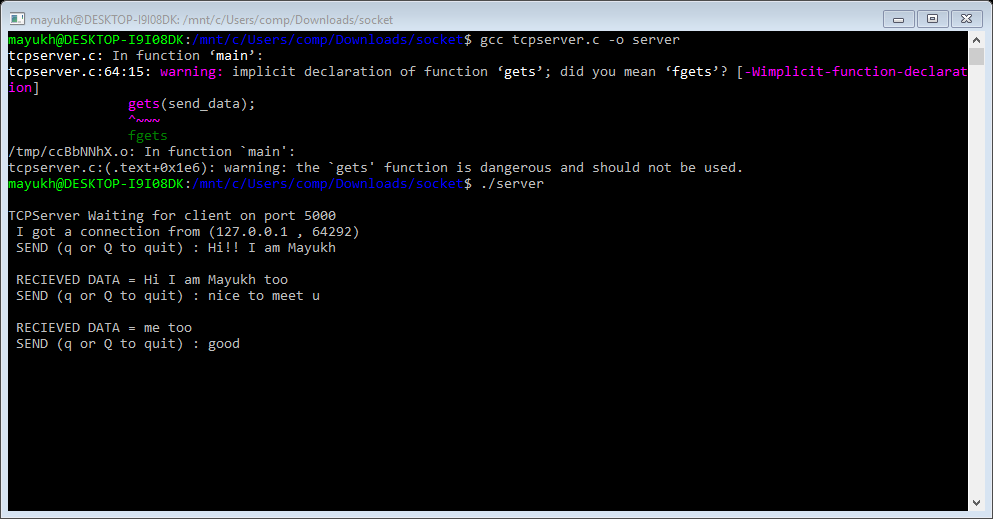 mayukh@DESKTOP-I9I08DK: /mnt/c/Users/comp/Downloads/socket
mayukh@DESKTOP-I9I08DK:/mnt/c/Users/comp/Downloads/socket$ gcc tcpserver.c -o server
tcpserver.c: In function ‘main’:
tcpserver.c:64:15: warning: implicit declaration of function ‘gets’; did you mean ‘fgets’? [-Wimplicit-function-declarat
ion]
               gets(send_data);
               ^~~~
               fgets
/tmp/ccBbNNhX.o: In function `main':
tcpserver.c:(.text+0x1e6): warning: the `gets' function is dangerous and should not be used.
mayukh@DESKTOP-I9I08DK:/mnt/c/Users/comp/Downloads/socket$ ./server
TCPServer Waiting for client on port 5000
 I got a connection from (127.0.0.1 , 64292)
 SEND (q or Q to quit) : Hi!! I am Mayukh
 RECIEVED DATA = Hi I am Mayukh too
 SEND (q or Q to quit) : nice to meet u
 RECIEVED DATA = me too
 SEND (q or Q to quit) : good